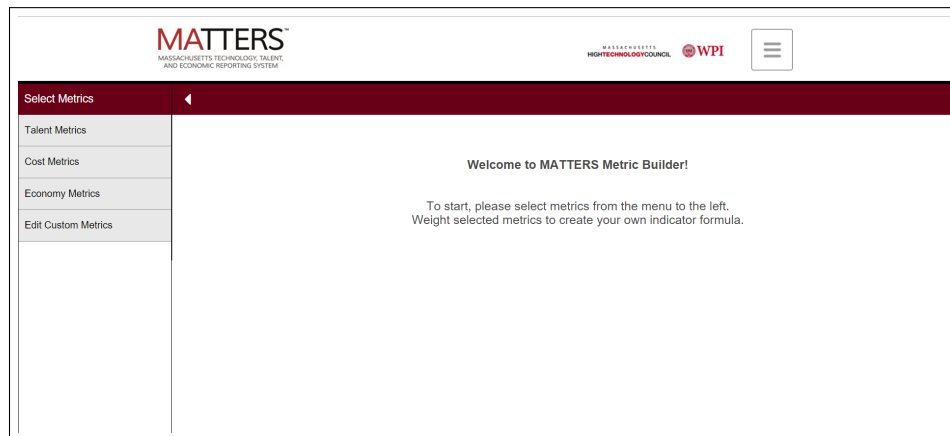 MATTERS™
MASSACHUSETTS TECHNOLOGY, TALENT,
AND ECONOMIC REPORTING SYSTEM
MASSACHUSETTS
HIGHTECHNOLOGYCOUNCIL
WPI
Select Metrics
Talent Metrics
Cost Metrics
Economy Metrics
Edit Custom Metrics
Welcome to MATTERS Metric Builder!
To start, please select metrics from the menu to the left.
Weight selected metrics to create your own indicator formula.